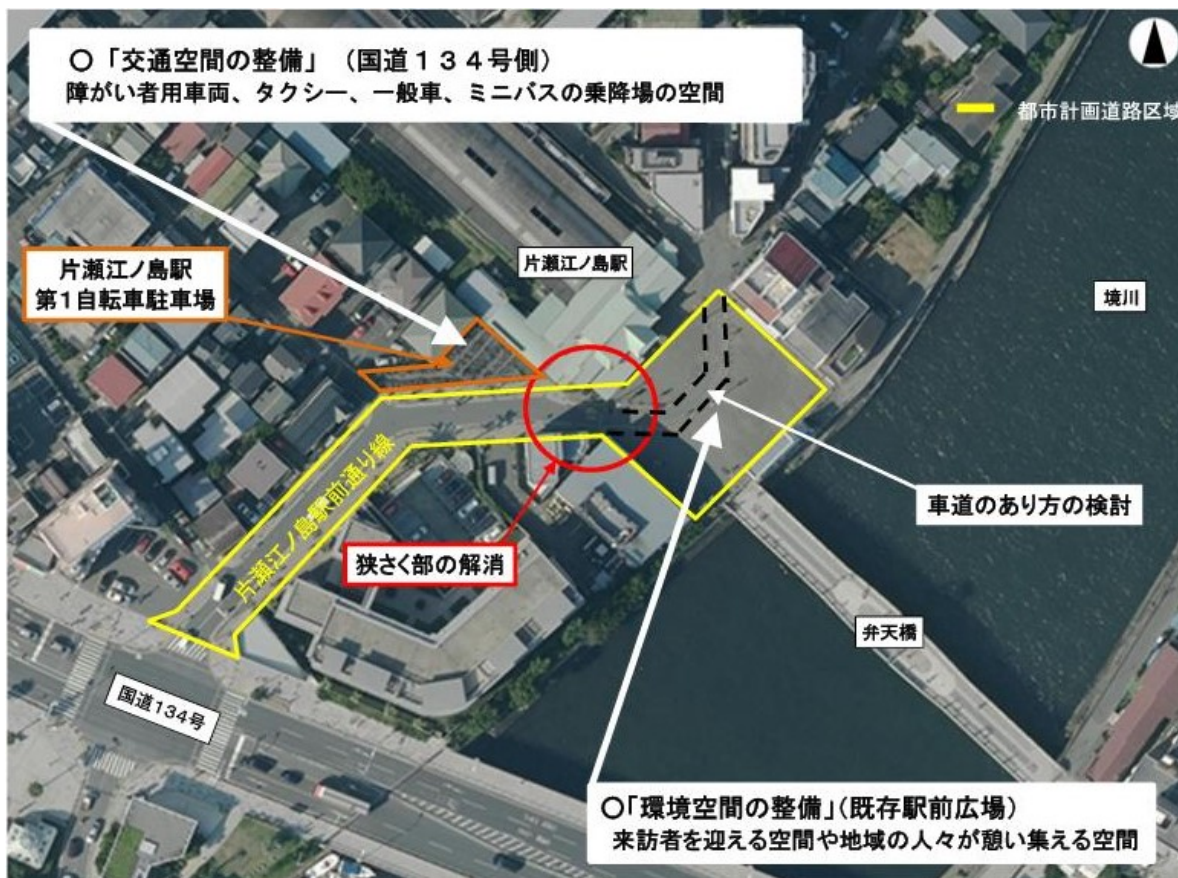 〇「交通空間の整備」（国道１３４号側）
障がい者用車両、タクシー、一般車、ミニバスの乗降場の空間
都市計画道路区域
片瀬江ノ島駅
第１自転車駐車場
片瀬江ノ島駅
境川
片瀬江ノ島駅前通り線
狭さく部の解消
車道のあり方の検討
弁天橋
国道134号
〇「環境空間の整備」（既存駅前広場）
来訪者を迎える空間や地域の人々が憩い集える空間